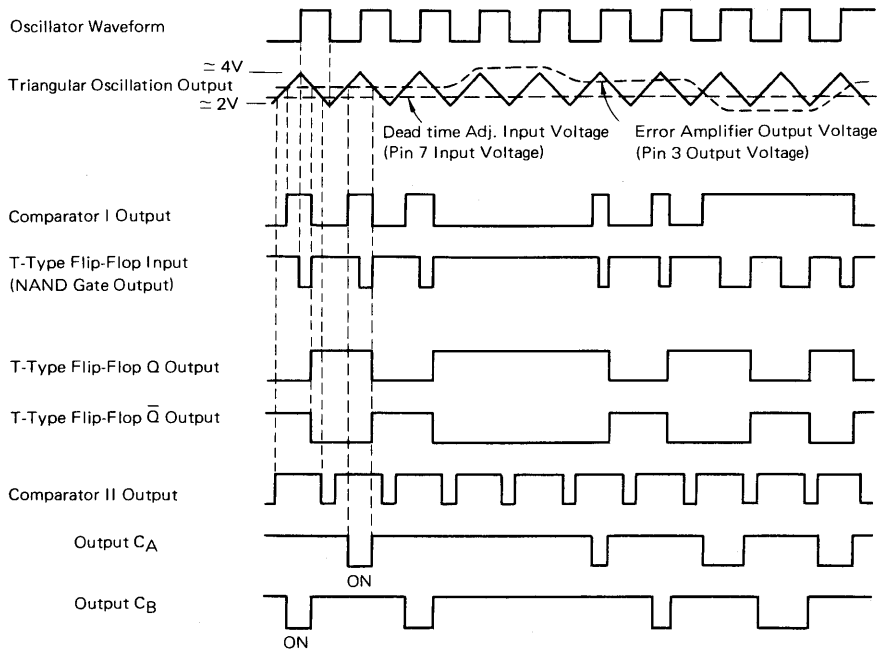 Oscillator Waveform
≃ 4V
Triangular Oscillation Output
≃ 2V
Dead time Adj. Input Voltage
(Pin 7 Input Voltage)
Error Amplifier Output Voltage
(Pin 3 Output Voltage)
Comparator I Output
T-Type Flip-Flop Input
(NAND Gate Output)
T-Type Flip-Flop Q Output
T-Type Flip-Flop Q̅ Output
Comparator II Output
Output CA
ON
Output CB
ON